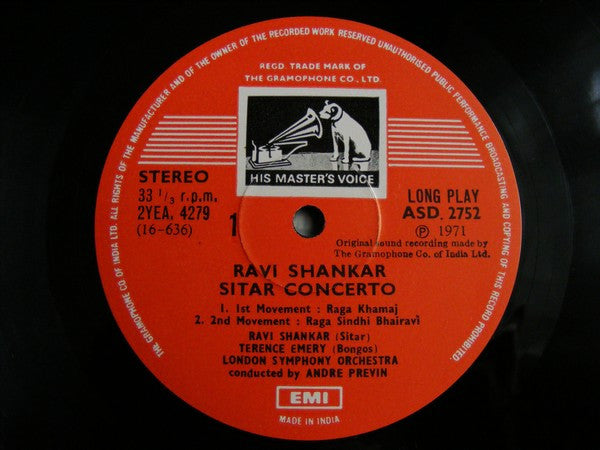 THE GRAMOPHONE CO. OF INDIA LTD. ALL RIGHTS OF THE MANUFACTURER AND OF THE OWNER OF THE RECORDED WORK RESERVED UNAUTHORISED PUBLIC PERFORMANCE BROADCASTING AND COPYING OF THIS RECORD PROHIBITED.
REGD. TRADE MARK OF
THE GRAMOPHONE CO., LTD.
HIS MASTER'S VOICE
STEREO
33 1/3 r.p.m.
2YEA. 4279
(16-636)
1
LONG PLAY
ASD. 2752
℗ 1971
Original sound recording made by
The Gramophone Co. of India Ltd.
RAVI SHANKAR
SITAR CONCERTO
1. 1st Movement : Raga Khamaj
2. 2nd Movement : Raga Sindhi Bhairavi
RAVI SHANKAR (Sitar)
TERENCE EMERY (Bongos)
LONDON SYMPHONY ORCHESTRA
conducted by ANDRE PREVIN
EMI
MADE IN INDIA